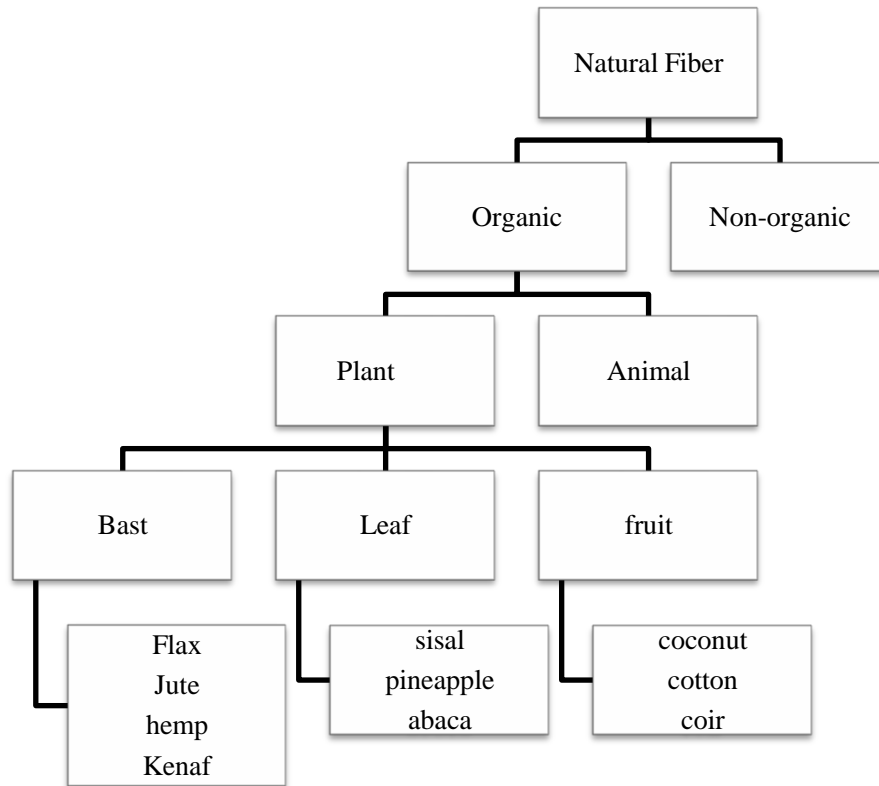 Natural Fiber
Organic
Non-organic
Plant
Animal
Bast
Leaf
fruit
Flax
Jute
hemp
Kenaf
sisal
pineapple
abaca
coconut
cotton
coir